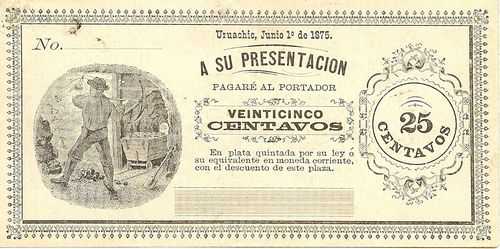 No.
Uruachic, Junio 1º de 1875.
A SU PRESENTACION
PAGARÉ AL PORTADOR
VEINTICINCO
CENTAVOS
En plata quintada por su ley ó
su equivalente en moneda corriente,
con el descuento de este plaza.
25
CENTAVOS